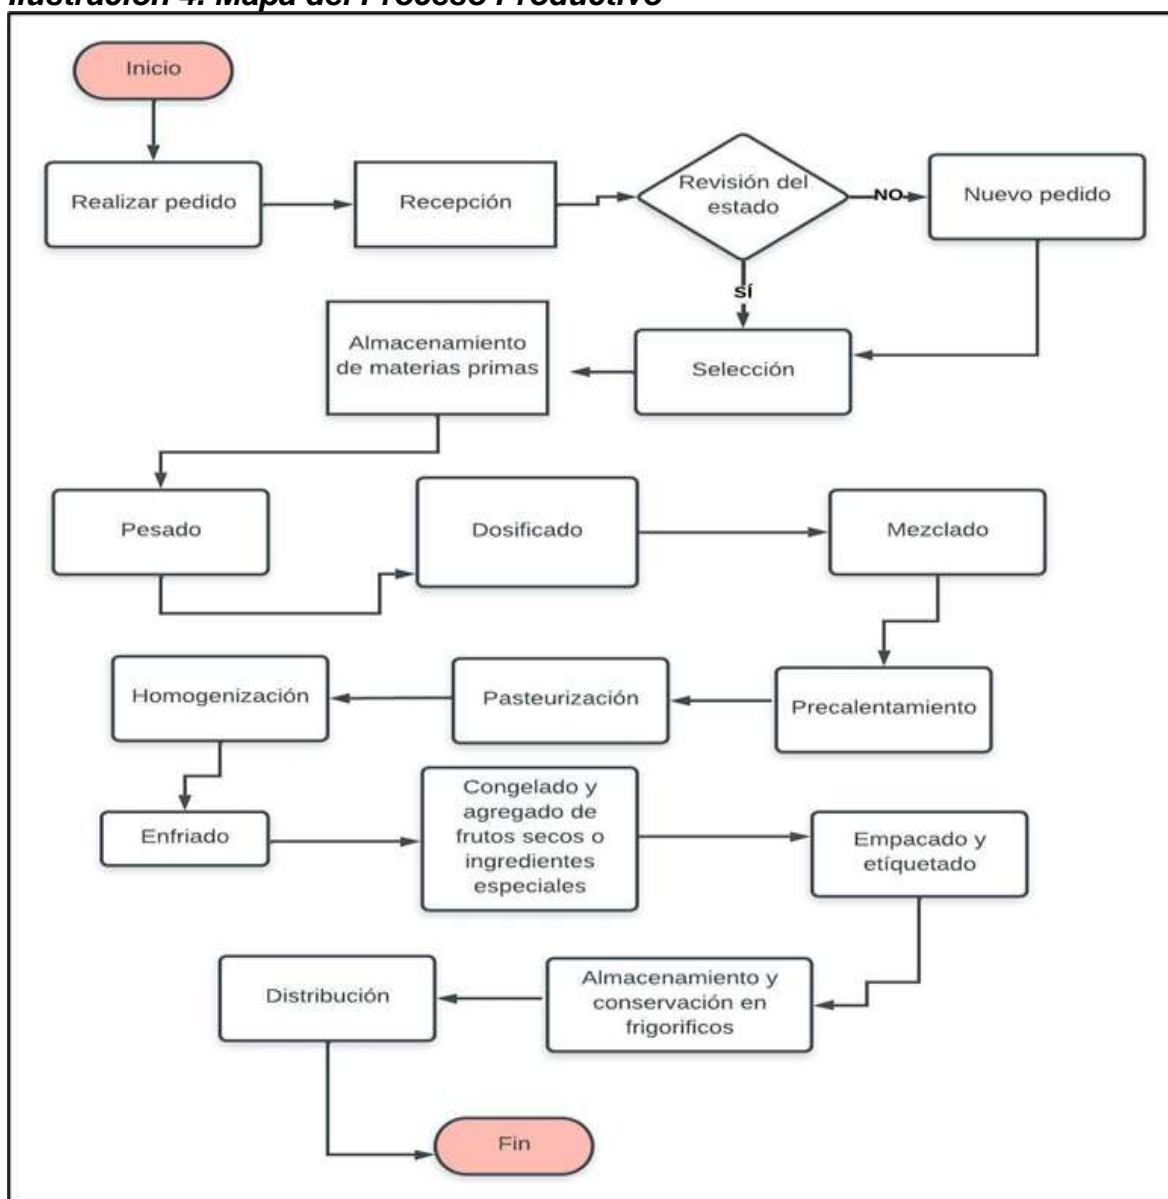 Ilustración 4. Mapa del Proceso Productivo
Inicio
Realizar pedido
Recepción
Revisión del
estado
NO
Nuevo pedido
SÍ
Selección
Almacenamiento
de materias primas
Pesado
Dosificado
Mezclado
Precalentamiento
Pasteurización
Homogenización
Enfriado
Congelado y
agregado de
frutos secos o
ingredientes
especiales
Empacado y
etíquetado
Almacenamiento y
conservación en
frigorificos
Distribución
Fin